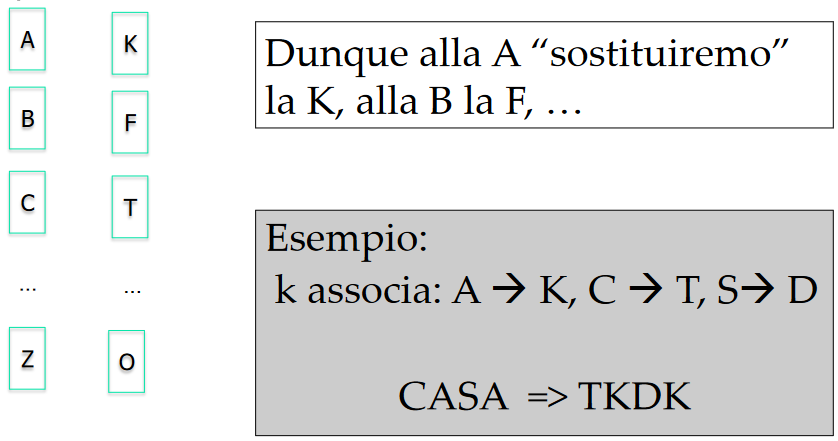 A K
B F
C T
... ...
Z O
Dunque alla A “sostituiremo”
la K, alla B la F, …
Esempio:
k associa: A → K, C → T, S→ D
CASA => TKDK